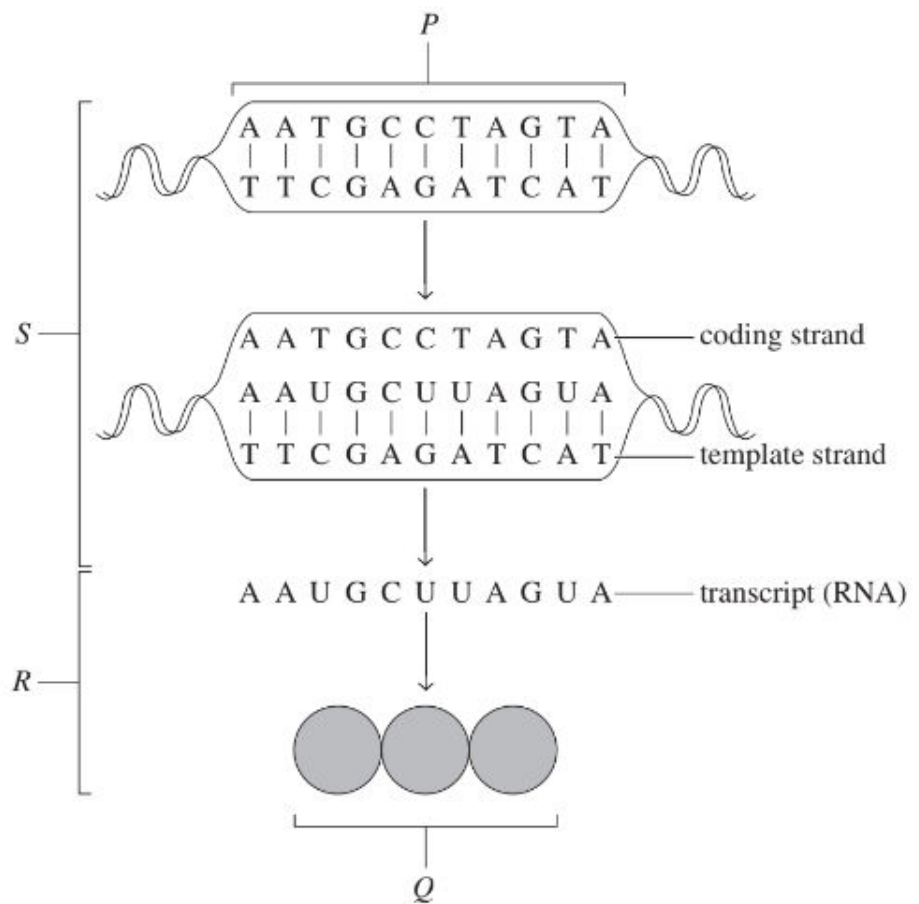 P
A A T G C C T A G T A
T T C G A G A T C A T
S
A A T G C C T A G T A coding strand
A A U G C U U A G U A
T T C G A G A T C A T template strand
A A U G C U U A G U A transcript (RNA)
R
Q